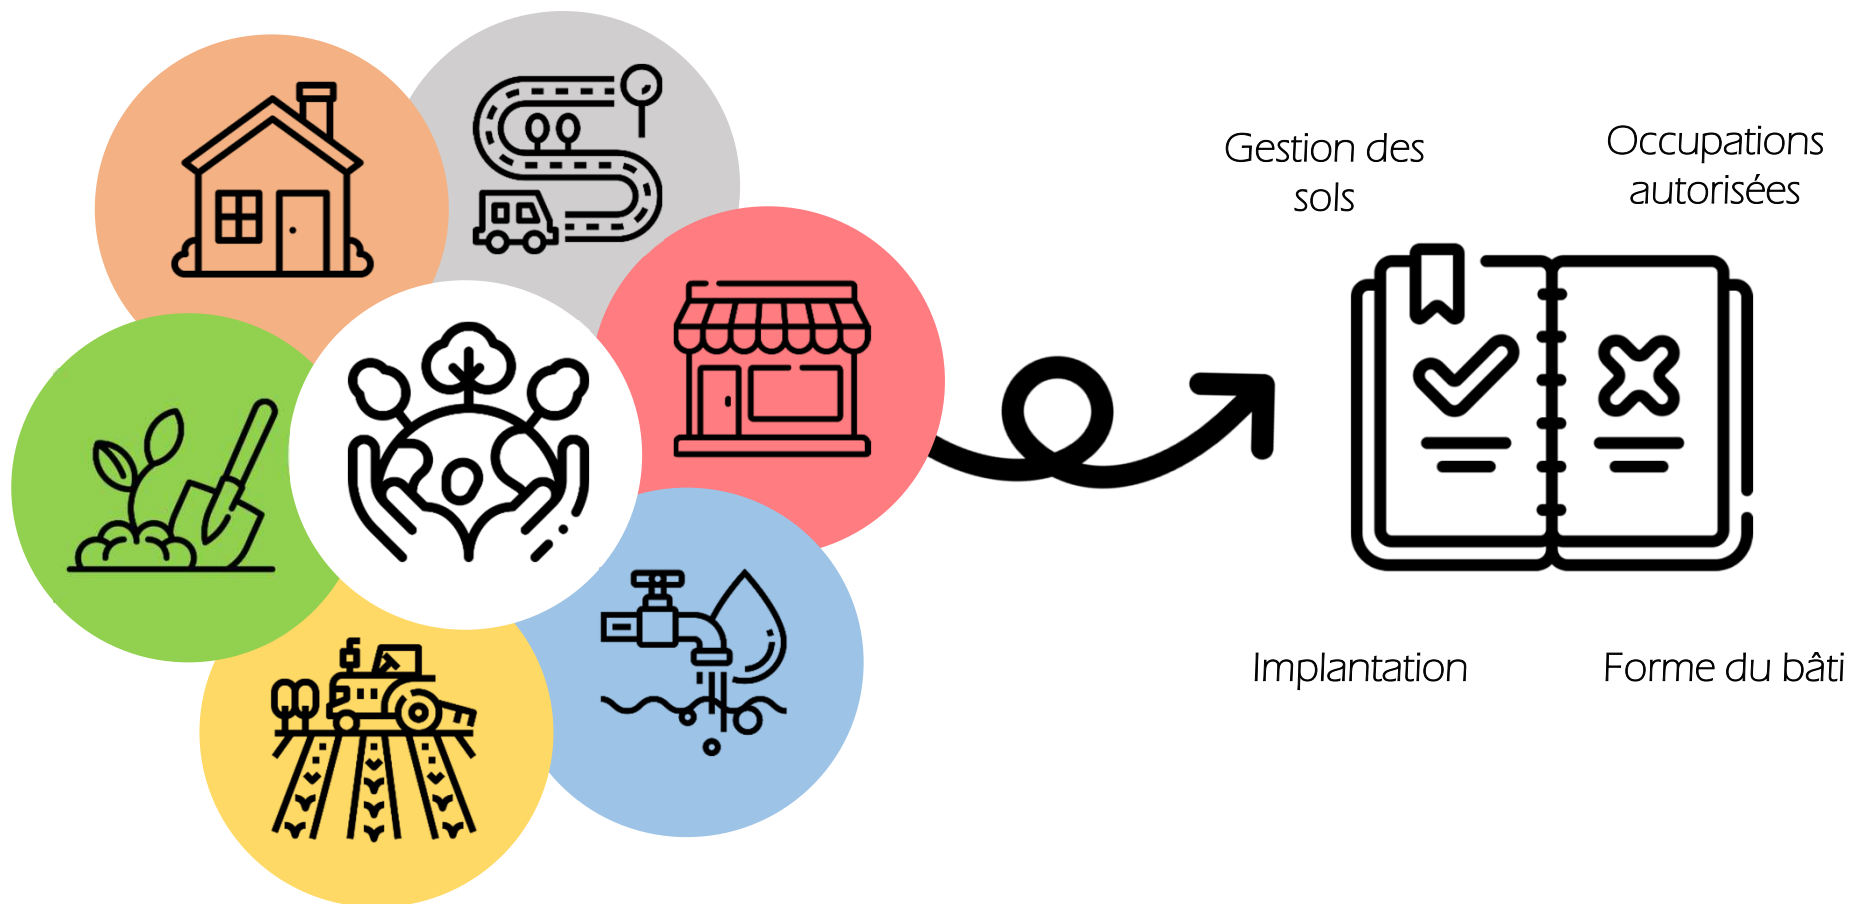 Gestion des
sols
Occupations
autorisées
Implantation
Forme du bâti